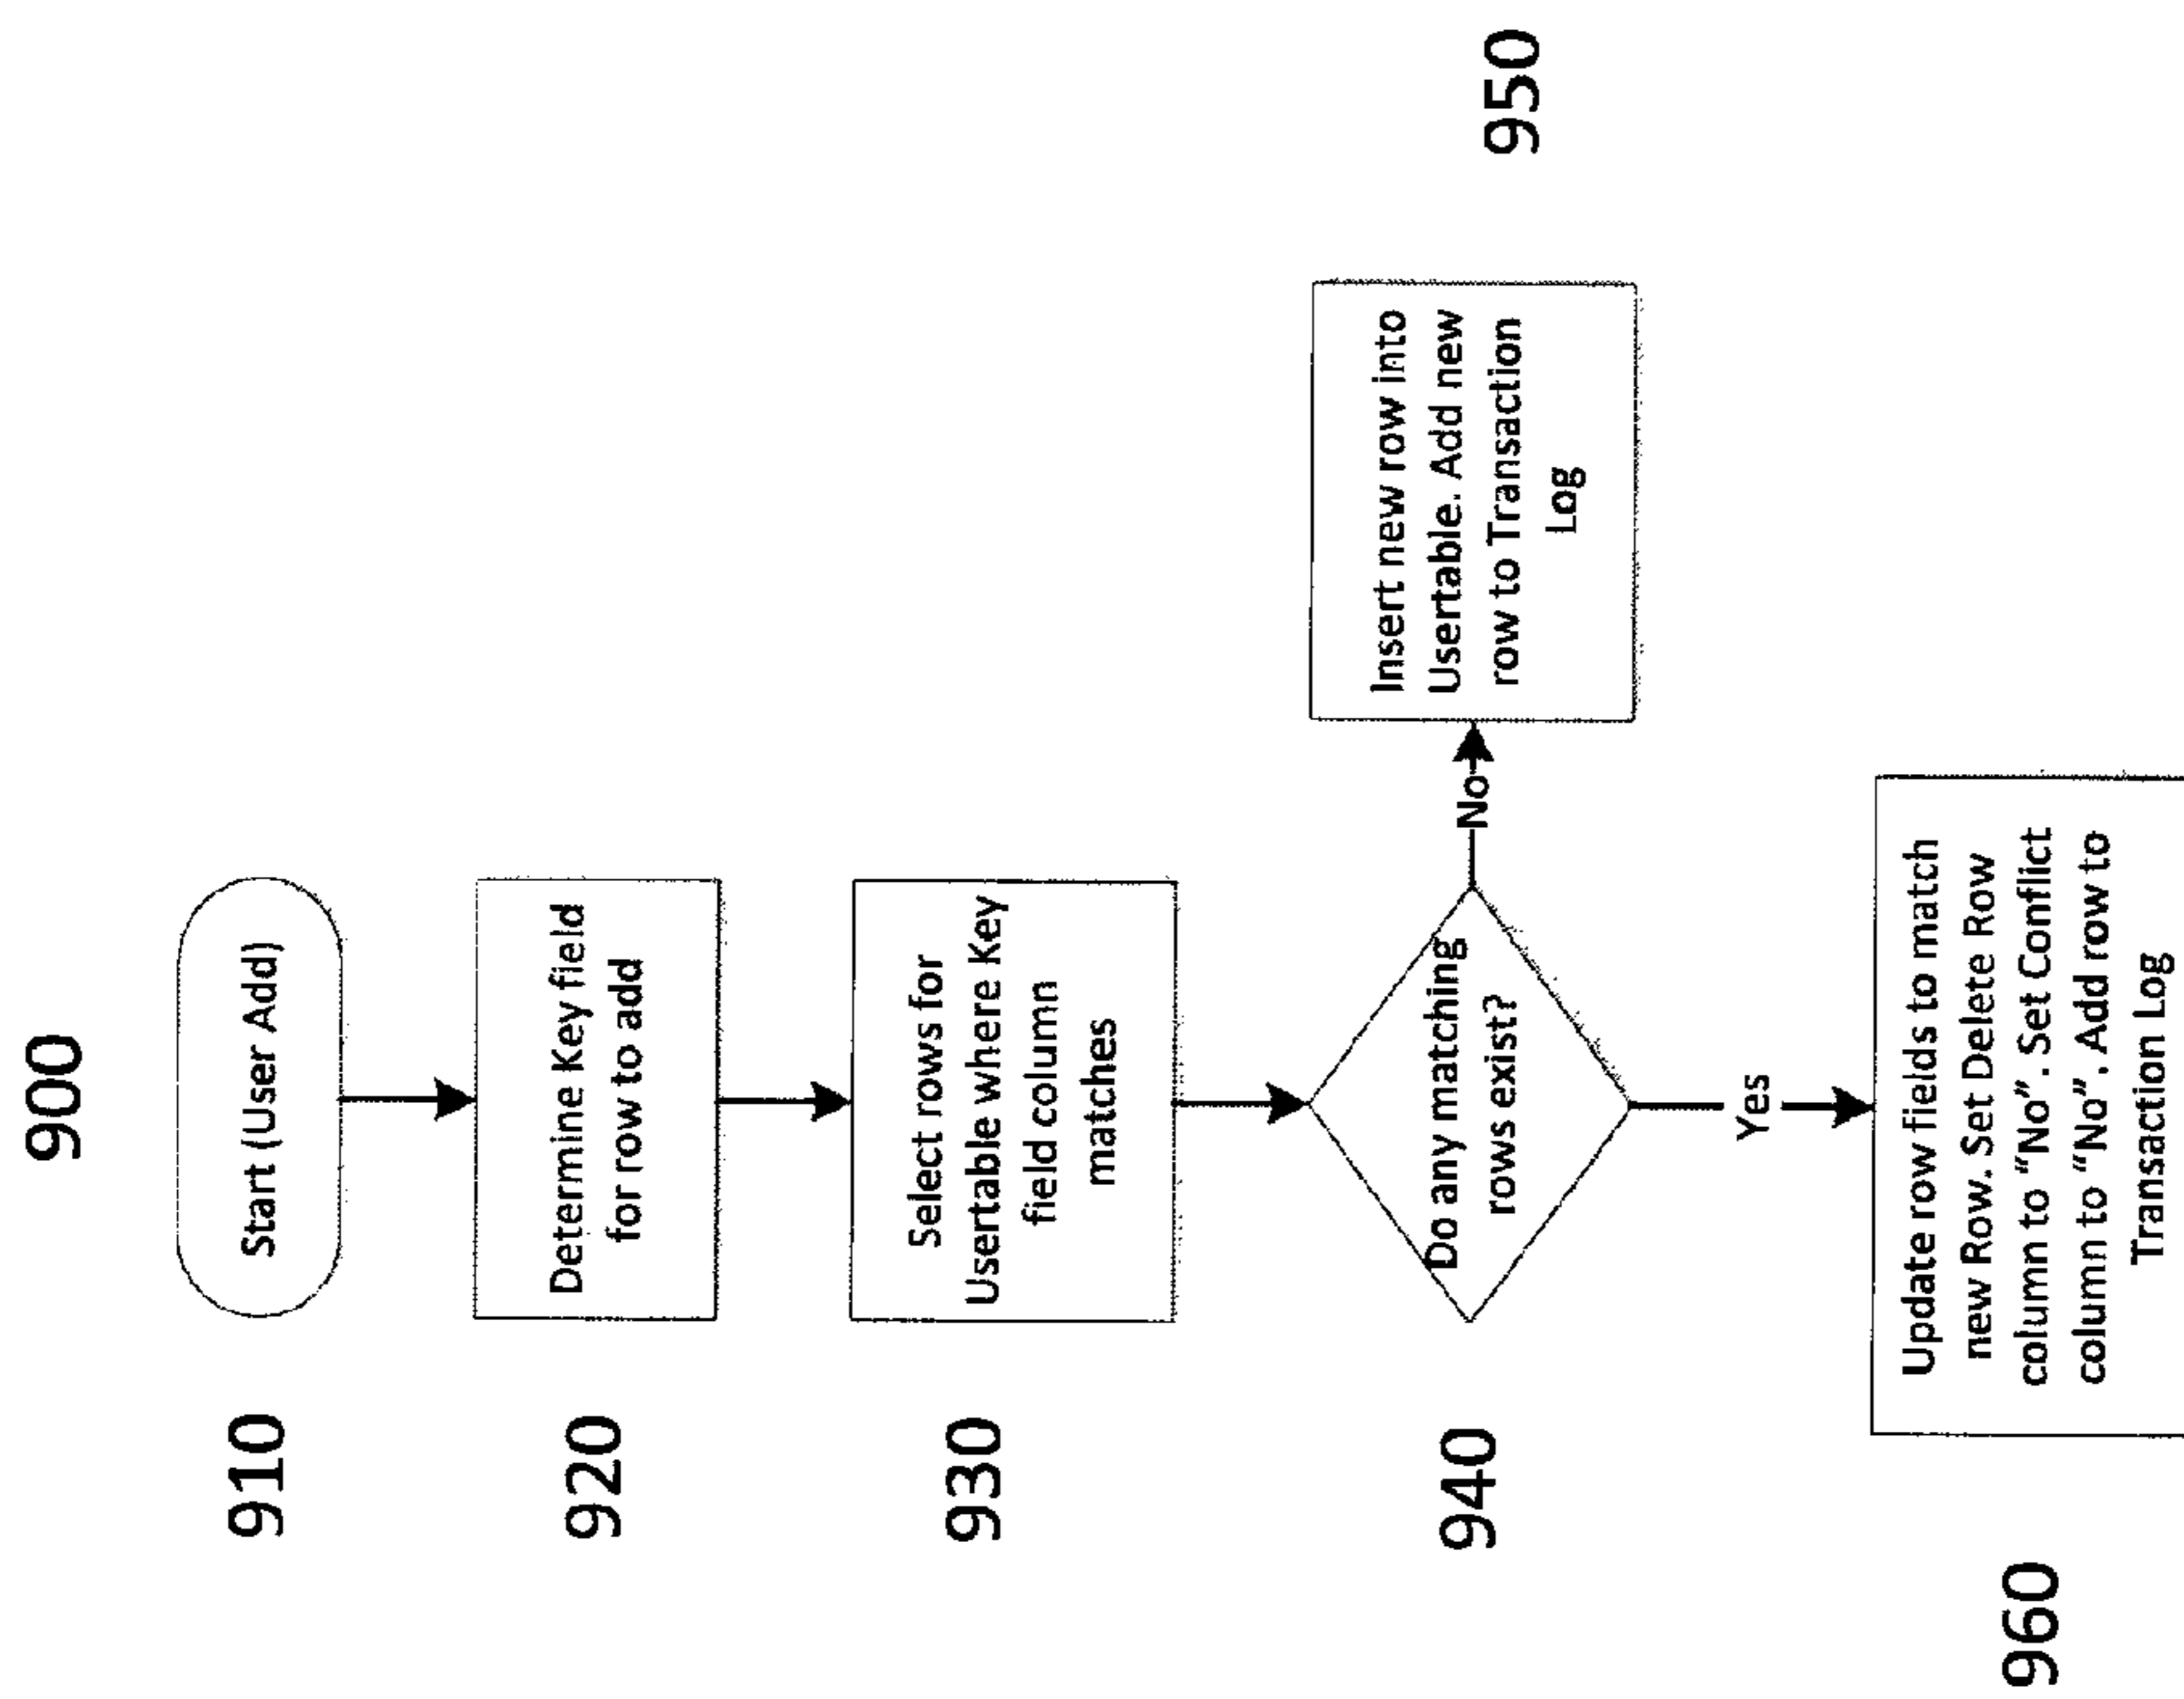 900
910
Start (User Add)
920
Determine Key field
for row to add
930
Select rows for
Usertable where Key
field column
matches
940
Do any matching
rows exist?
No
950
Insert new row into
Usertable. Add new
row to Transaction
Log
Yes
960
Update row fields to match
new Row. Set Delete Row
column to “No”. Set Conflict
column to “No”. Add row to
Transaction Log